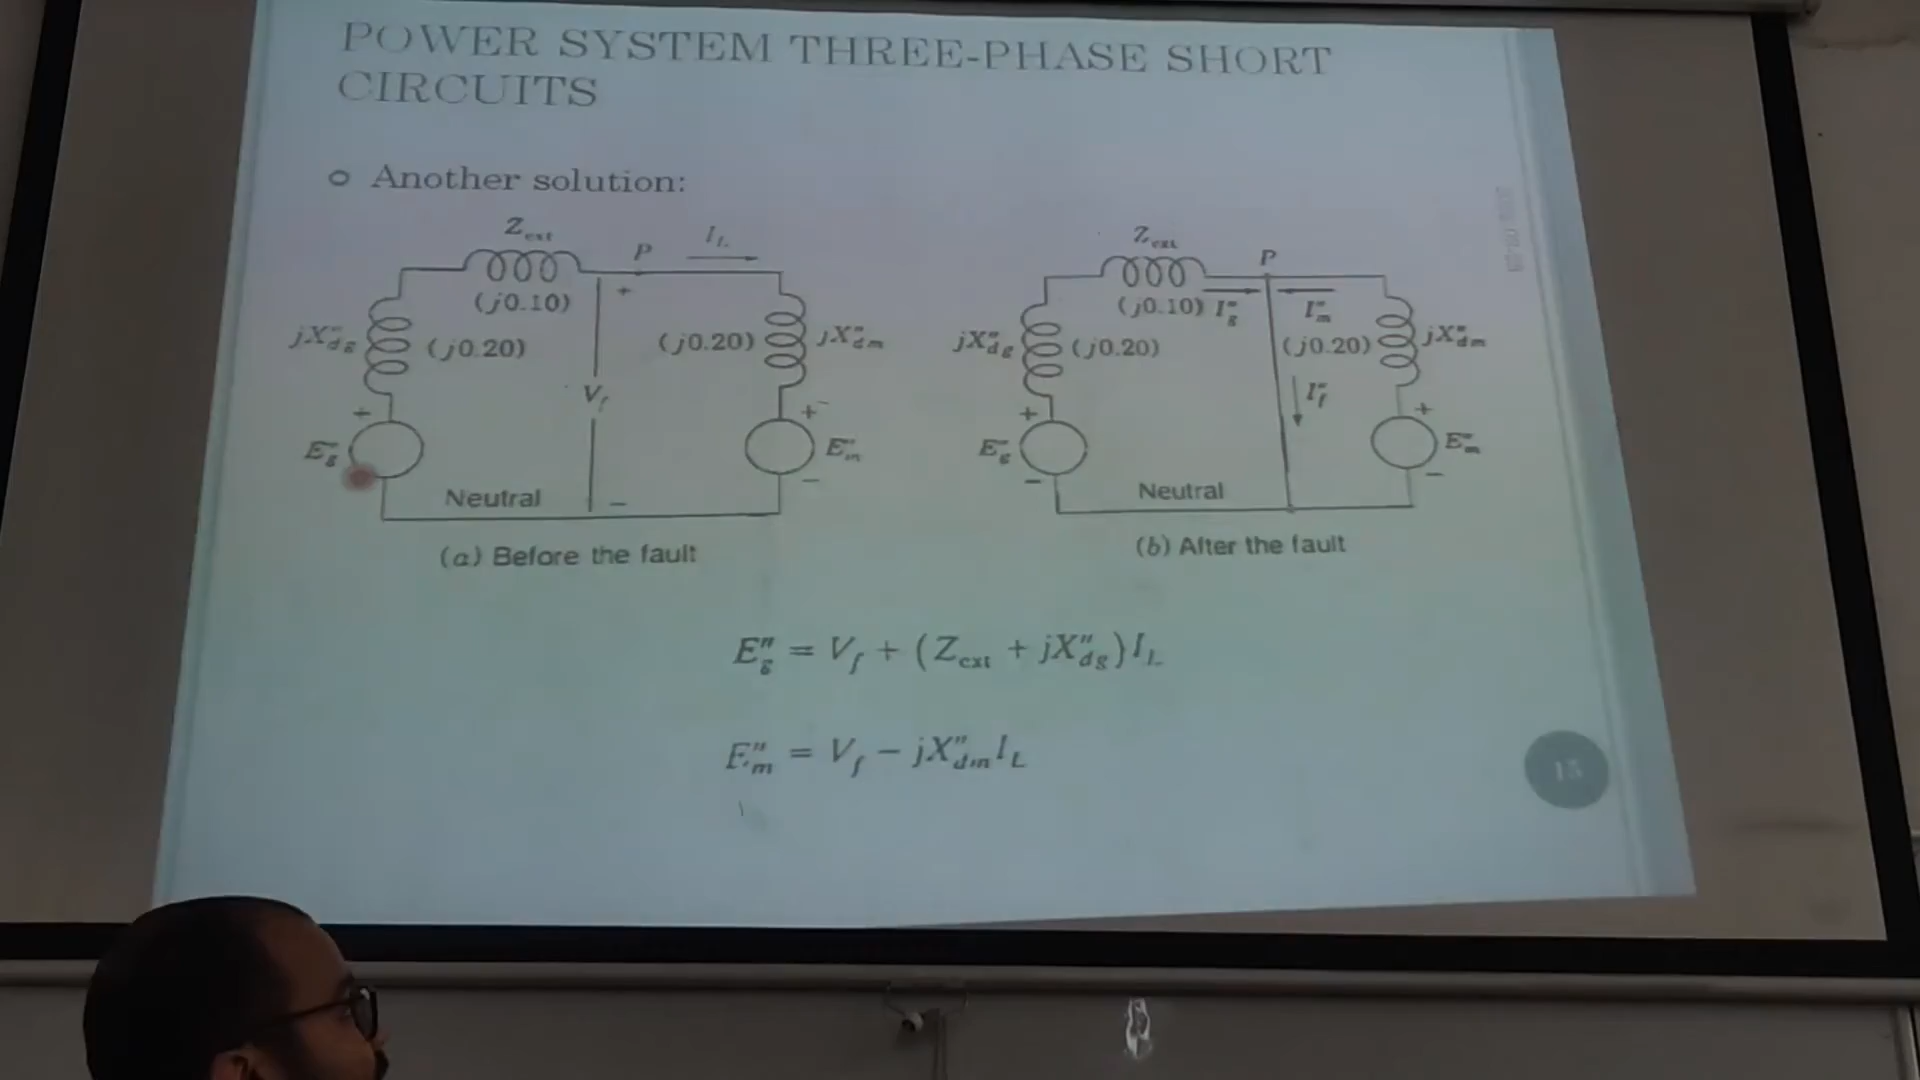 POWER SYSTEM THREE-PHASE SHORT
CIRCUITS
Another solution:
Z_ext
P
I_L
(j0.10)
+
jX"_dg
(j0.20)
(j0.20)
jX"_dm
V_f
+
+
E"_g
E"_m
Neutral
−
−
(a) Before the fault
Z_ext
P
(j0.10)
I"_g
I"_m
jX"_dg
(j0.20)
(j0.20)
jX"_dm
I"_f
+
+
E"_g
E"_m
−
−
Neutral
(b) After the fault
E"_g = V_f + (Z_ext + jX"_dg)I_L
E"_m = V_f − jX"_dm I_L
15